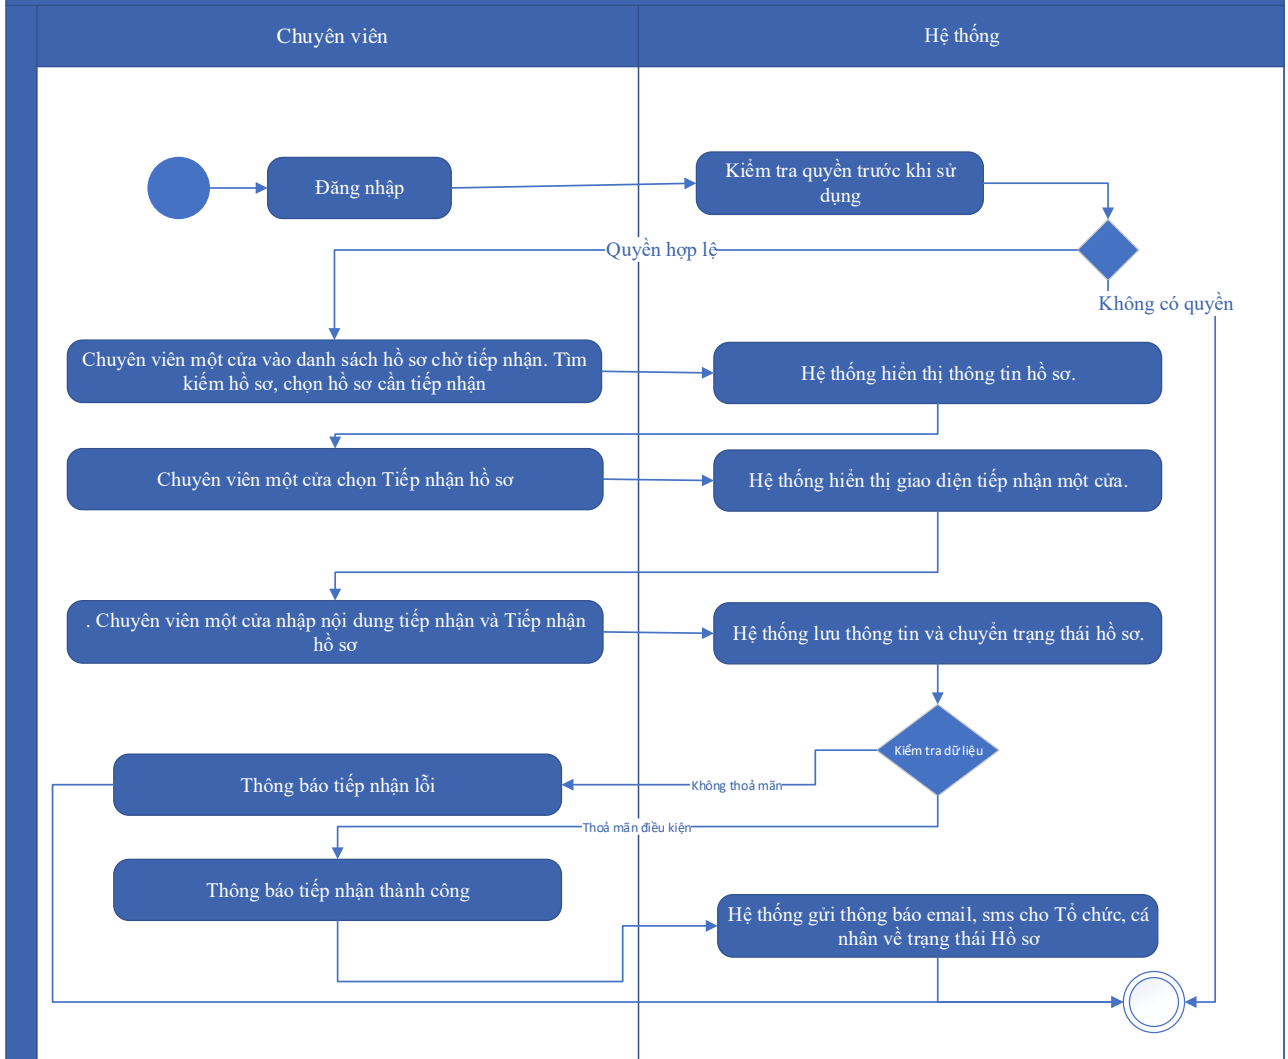 Chuyên viên
Hệ thống
Đăng nhập
Kiểm tra quyền trước khi sử
dụng
Quyền hợp lệ
Không có quyền
Chuyên viên một cửa vào danh sách hồ sơ chờ tiếp nhận. Tìm
kiếm hồ sơ, chọn hồ sơ cần tiếp nhận
Hệ thống hiển thị thông tin hồ sơ.
Chuyên viên một cửa chọn Tiếp nhận hồ sơ
Hệ thống hiển thị giao diện tiếp nhận một cửa.
. Chuyên viên một cửa nhập nội dung tiếp nhận và Tiếp nhận
hồ sơ
Hệ thống lưu thông tin và chuyển trạng thái hồ sơ.
Kiểm tra dữ liệu
Không thoả mãn
Thông báo tiếp nhận lỗi
Thoả mãn điều kiện
Thông báo tiếp nhận thành công
Hệ thống gửi thông báo email, sms cho Tổ chức, cá
nhân về trạng thái Hồ sơ